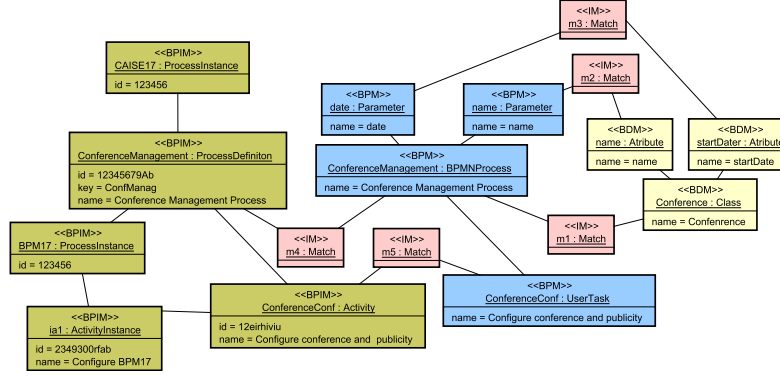 <<IM>>
m3 : Match
<<BPIM>>
CAISE17 : ProcessInstance
id = 123456
<<IM>>
m2 : Match
<<BPM>>
date : Parameter
name = date
<<BPM>>
name : Parameter
name = name
<<BDM>>
name : Atribute
name = name
<<BDM>>
startDater : Atribute
name = startDate
<<BPIM>>
ConferenceManagement : ProcessDefiniton
id = 12345679Ab
key = ConfManag
name = Conference Management Process
<<BPM>>
ConferenceManagement : BPMNProcess
name = Conference Management Process
<<BDM>>
Conference : Class
name = Confenrence
<<BPIM>>
BPM17 : ProcessInstance
id = 123456
<<IM>>
m4 : Match
<<IM>>
m5 : Match
<<IM>>
m1 : Match
<<BPIM>>
ia1 : ActivityInstance
id = 2349300rfab
name = Configure BPM17
<<BPIM>>
ConferenceConf : Activity
id = 12eirhiviu
name = Configure conference and  publicity
<<BPM>>
ConferenceConf : UserTask
name = Configure conference and publicity